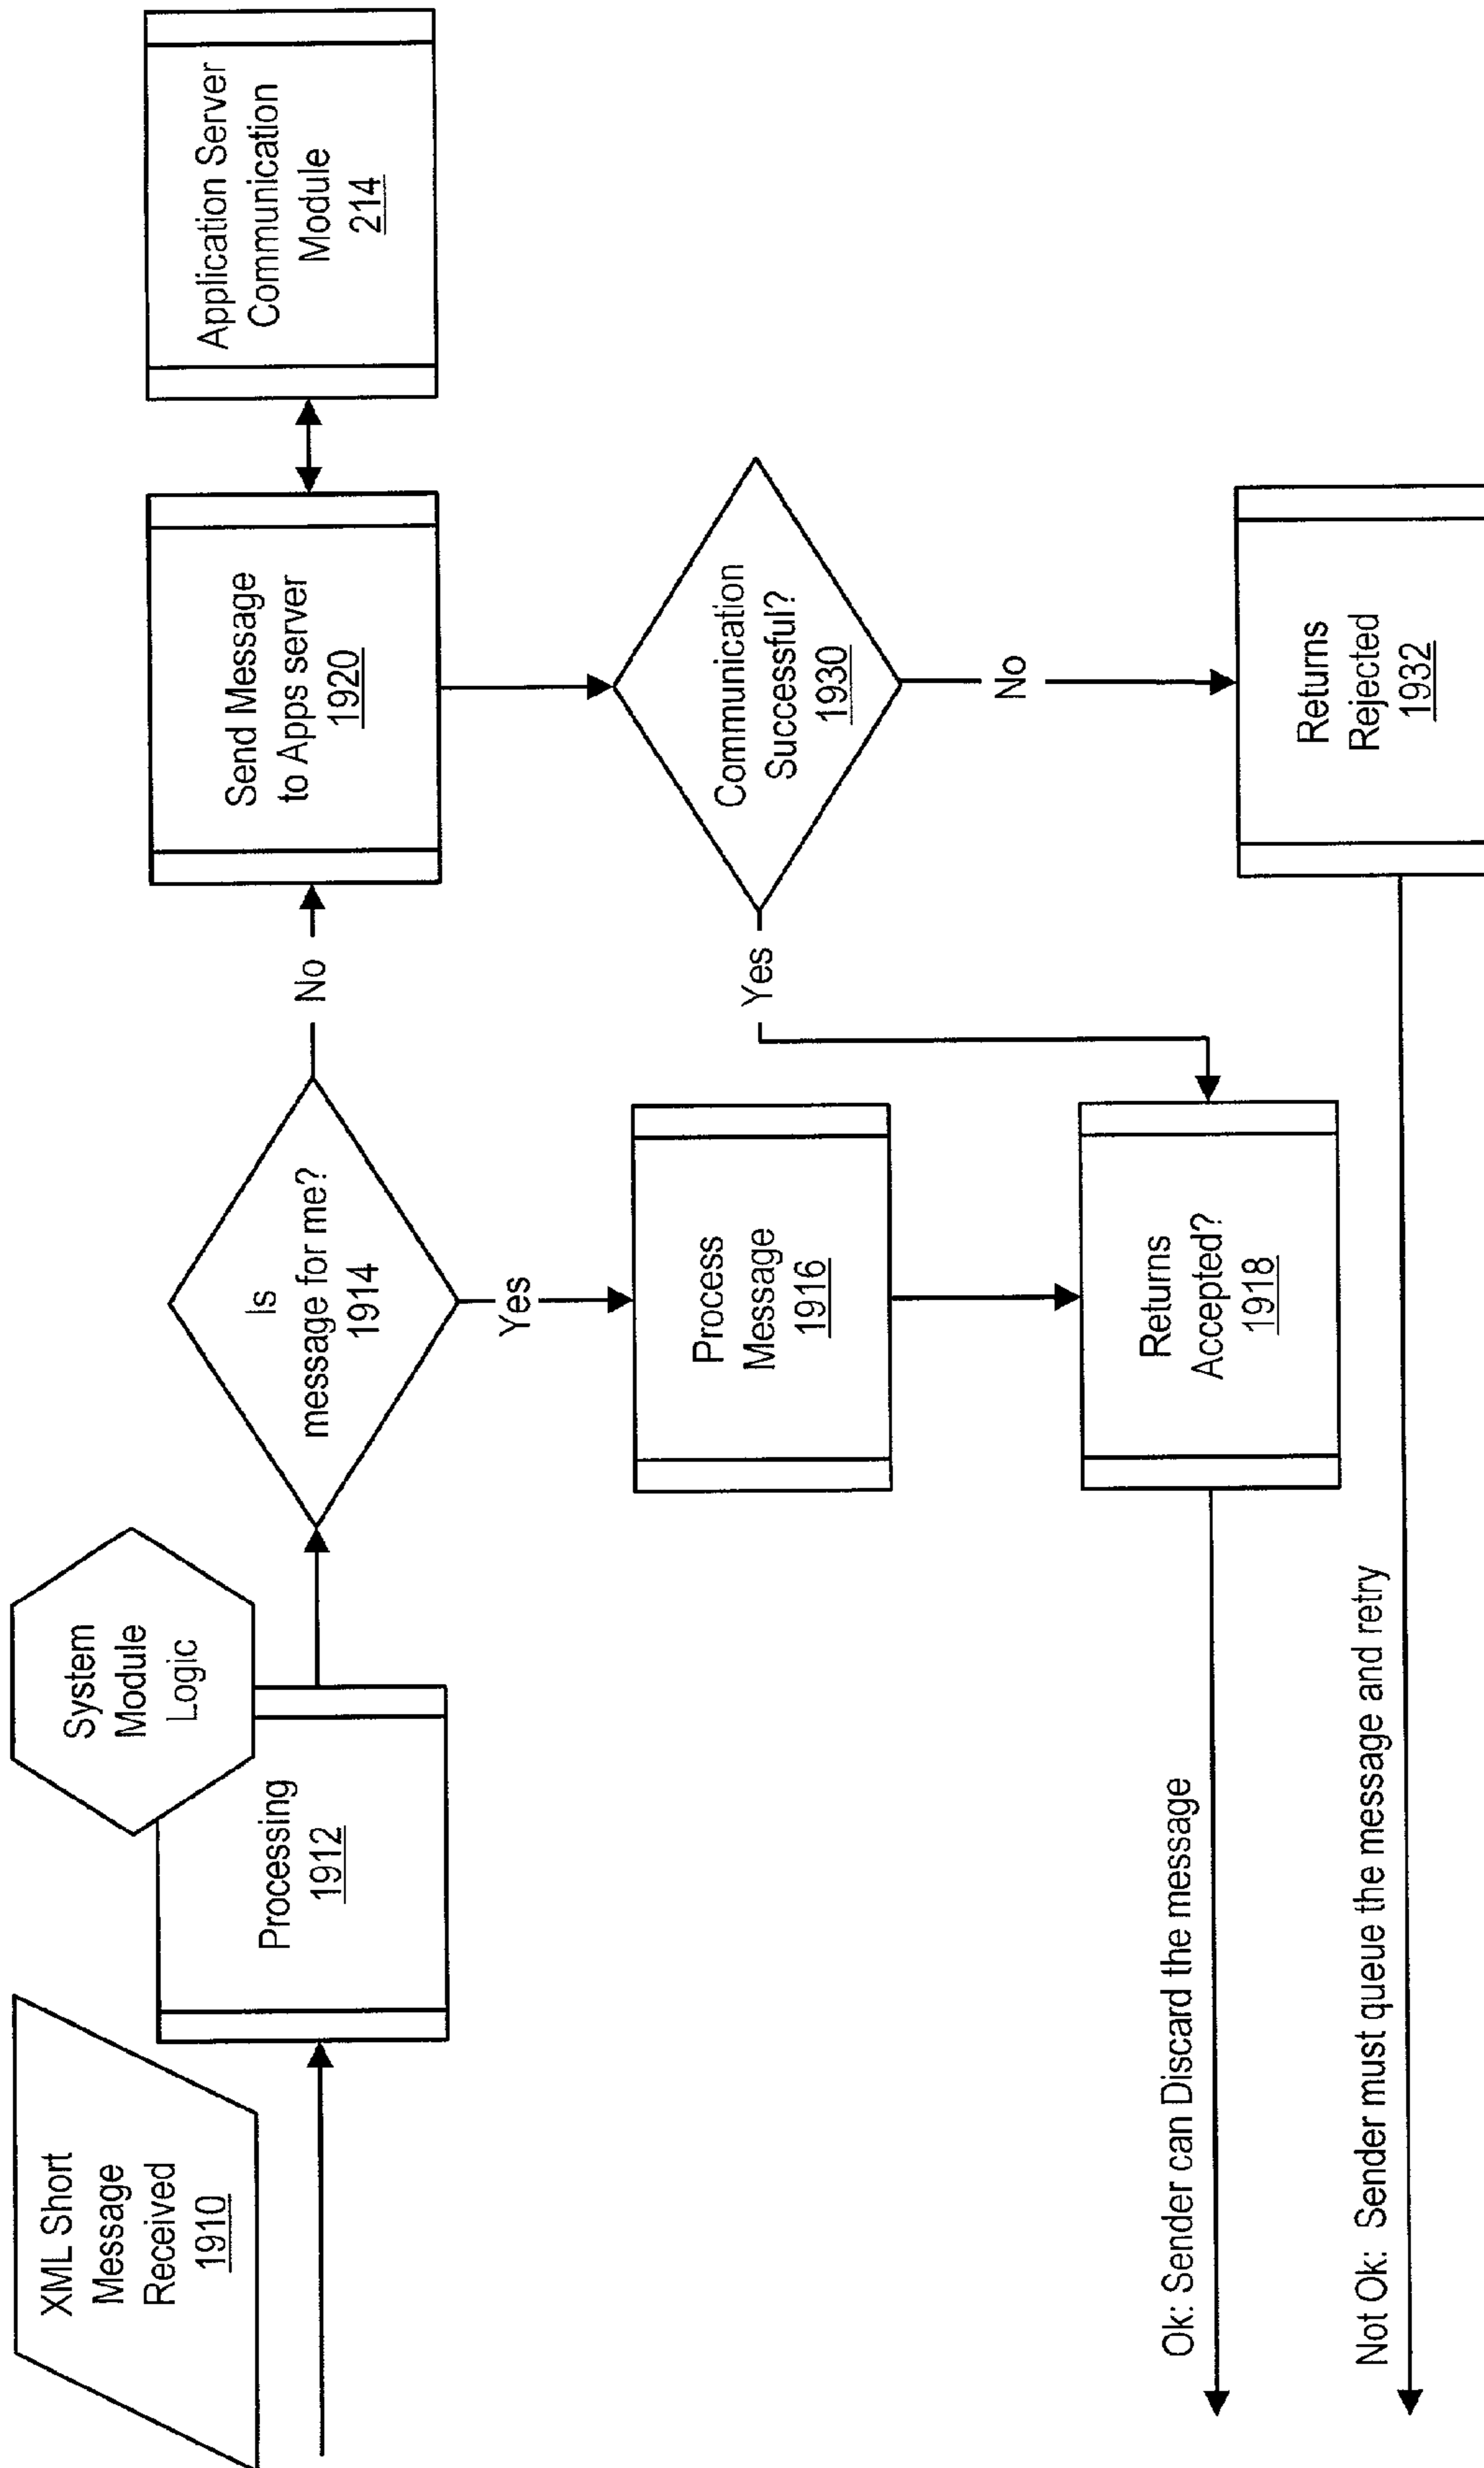 XML Short
Message
Received
1910
System
Module
Logic
Processing
1912
Is
message for me?
1914
No
Yes
Send Message
to Apps server
1920
Application Server
Communication
Module
214
Process
Message
1916
Communication
Successful?
1930
Yes
No
Returns
Accepted?
1918
Returns
Rejected
1932
Ok: Sender can Discard the message
Not Ok: Sender must queue the message and retry